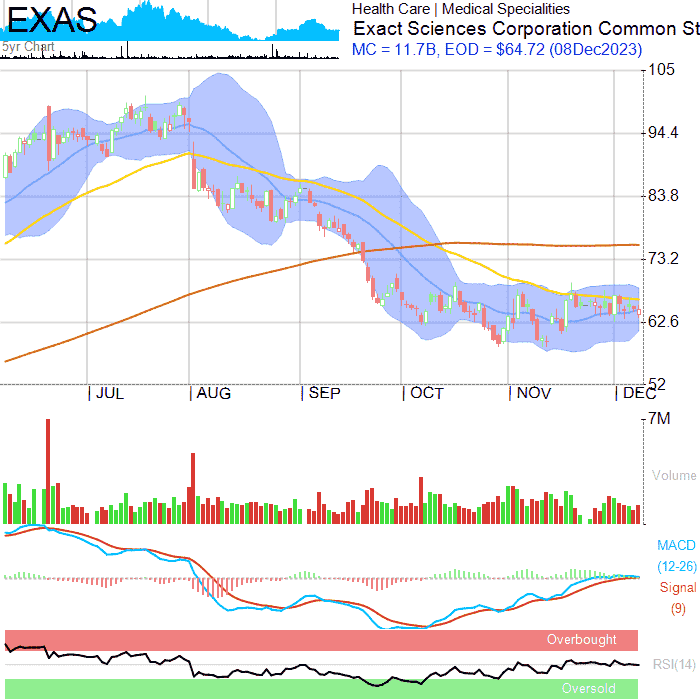 EXAS
5yr Chart
Health Care | Medical Specialities
Exact Sciences Corporation Common St
MC = 11.7B, EOD = $64.72 (08Dec2023)
105
94.4
83.8
73.2
62.6
52
JUL AUG SEP OCT NOV DEC
7M
Volume
MACD
(12-26)
Signal
(9)
Overbought
RSI(14)
Oversold